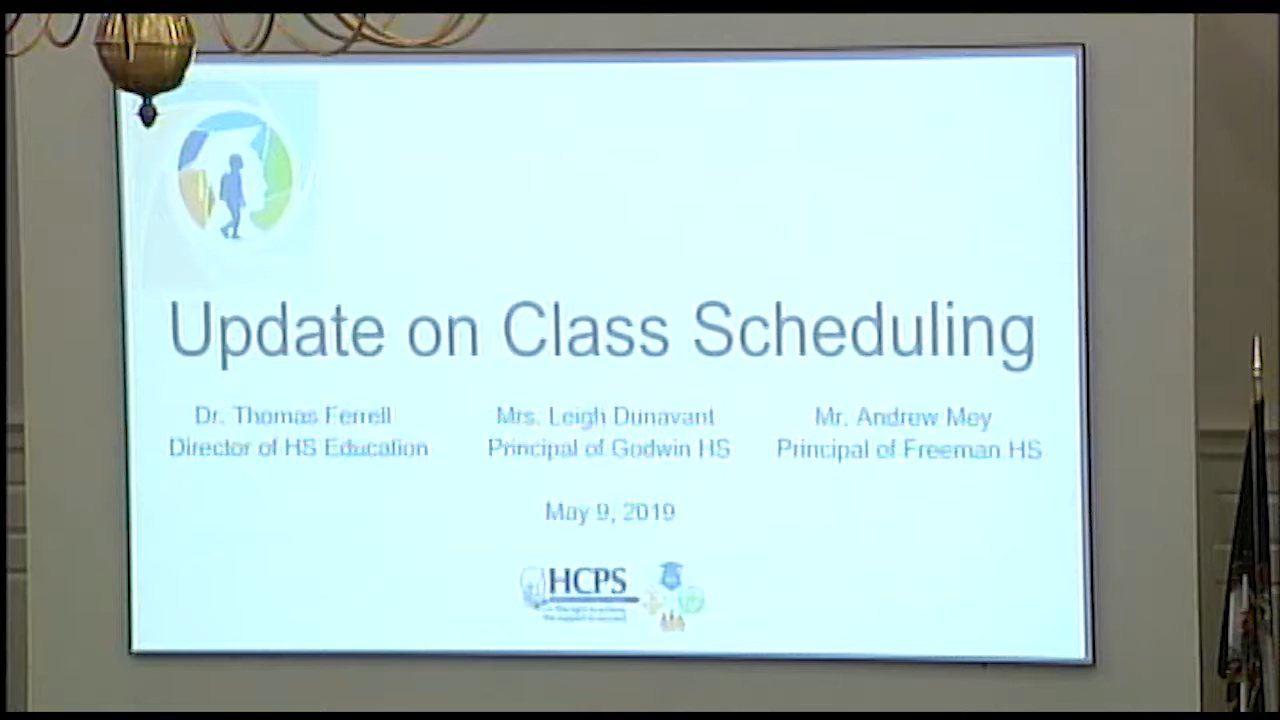 Update on Class Scheduling
Dr. Thomas Ferrell Mrs. Leigh Dunavant Mr. Andrew Mey
Director of HS Education Principal of Godwin HS Principal of Freeman HS
May 9, 2019
HCPS